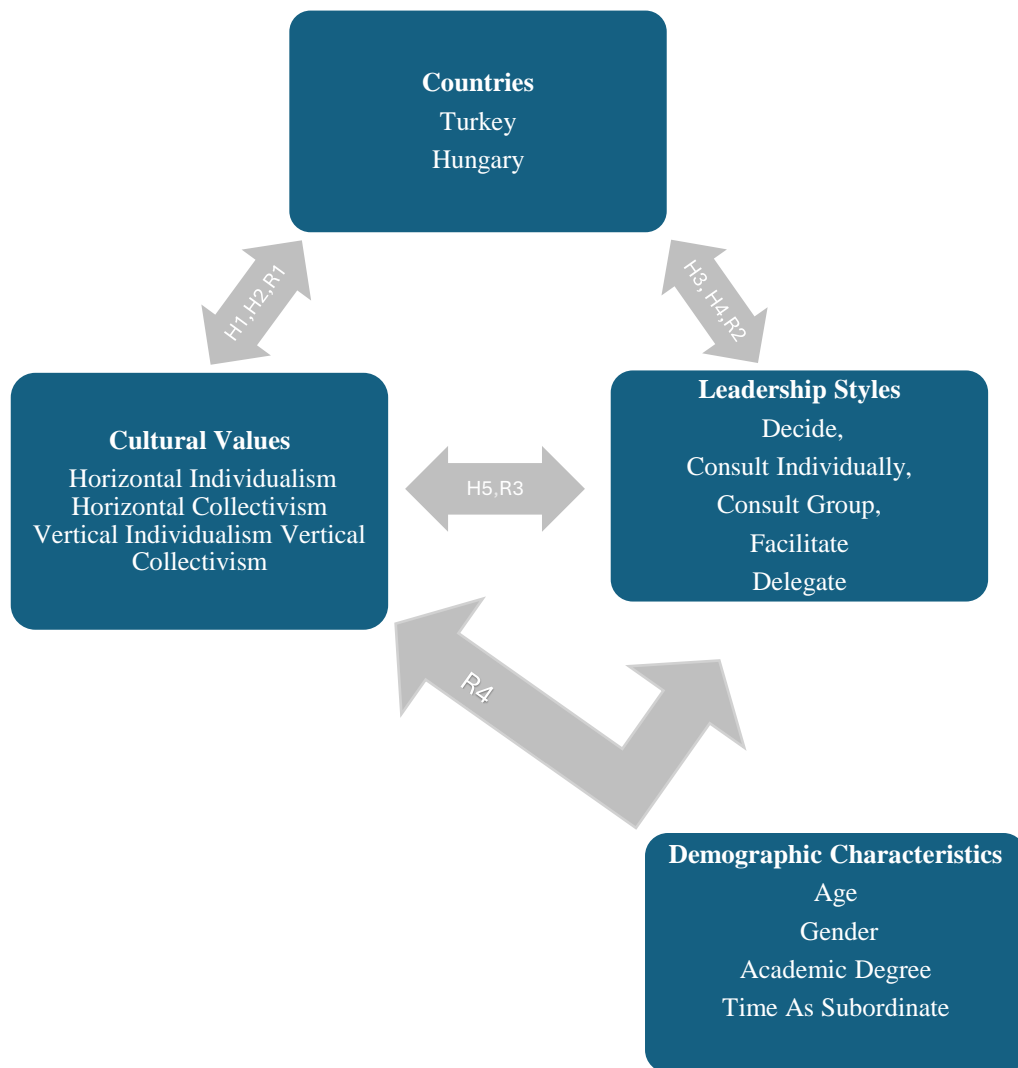 Countries
Turkey
Hungary
H1,H2,R1
H3, H4,R2
Cultural Values
Horizontal Individualism
Horizontal Collectivism
Vertical Individualism Vertical
Collectivism
H5,R3
Leadership Styles
Decide,
Consult Individually,
Consult Group,
Facilitate
Delegate
R4
Demographic Characteristics
Age
Gender
Academic Degree
Time As Subordinate